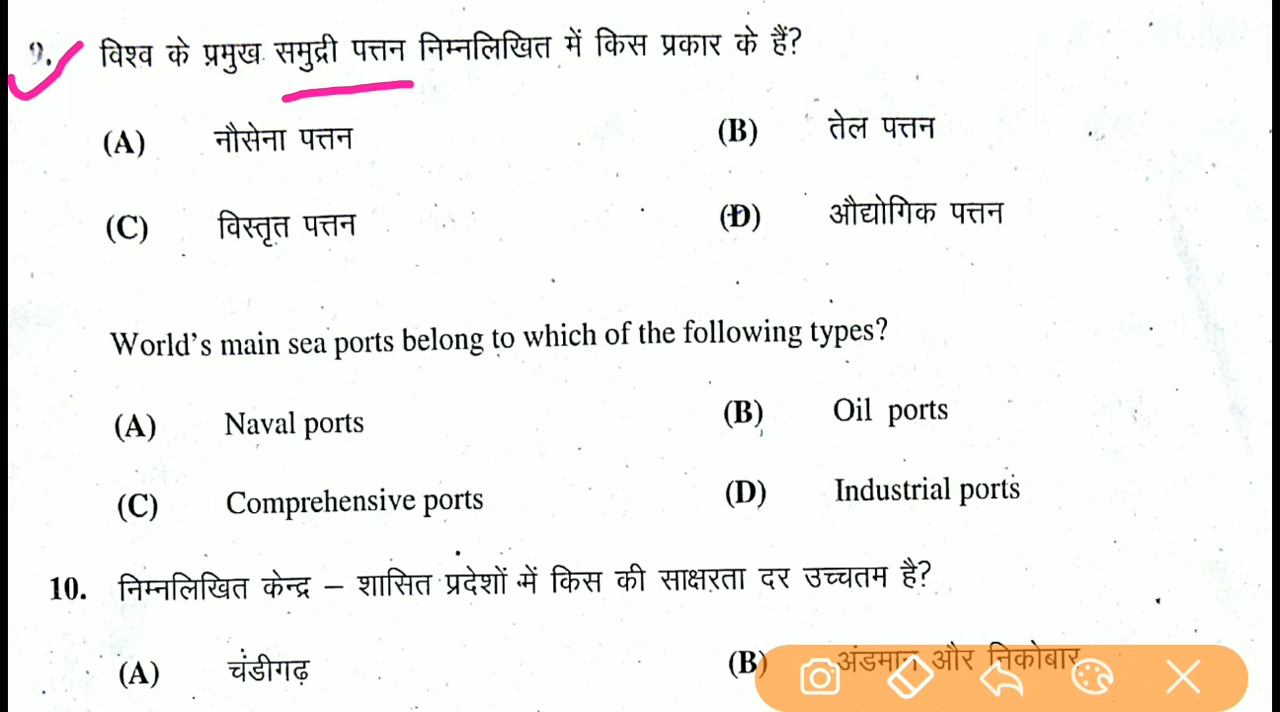 9. विश्व के प्रमुख समुद्री पत्तन निम्नलिखित में किस प्रकार के हैं?
(A) नौसेना पत्तन (B) तेल पत्तन
(C) विस्तृत पत्तन (D) औद्योगिक पत्तन
World's main sea ports belong to which of the following types?
(A) Naval ports (B) Oil ports
(C) Comprehensive ports (D) Industrial ports
10. निम्नलिखित केन्द्र – शासित प्रदेशों में किस की साक्षरता दर उच्चतम है?
(A) चंडीगढ़ (B) अंडमान और निकोबार